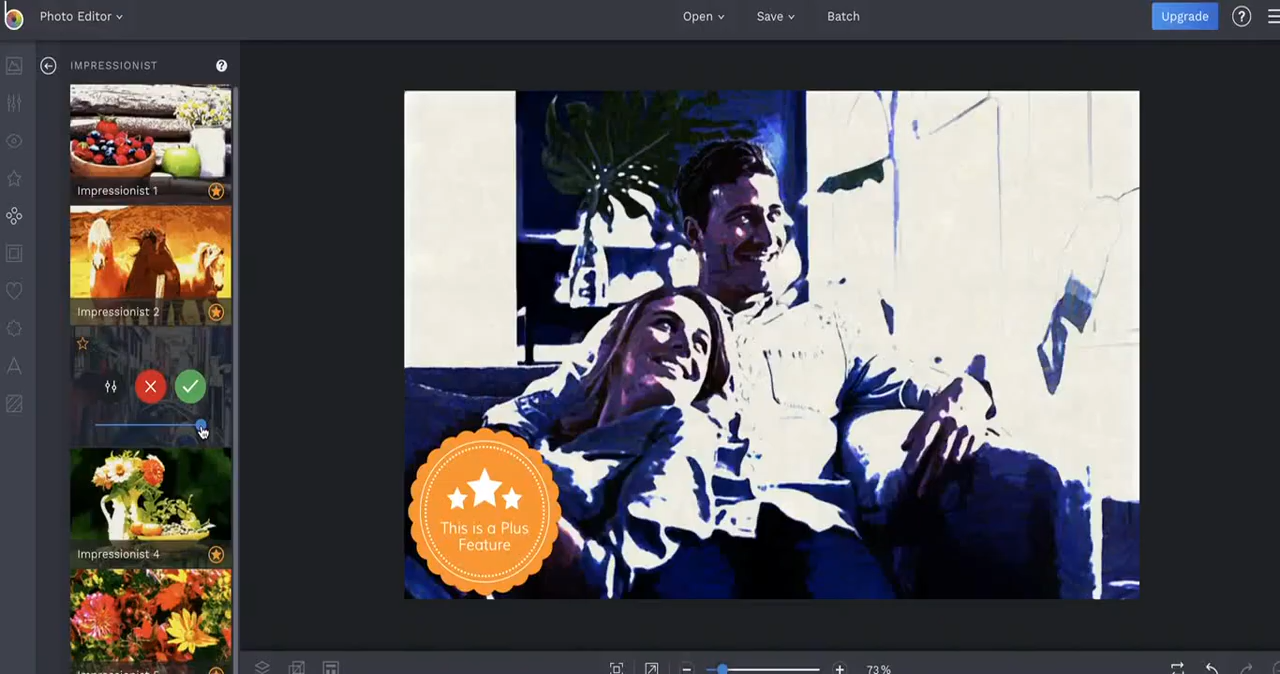 Photo Editor
Open
Save
Batch
Upgrade
?
IMPRESSIONIST
?
Impressionist 1
Impressionist 2
Impressionist 4
This is a Plus
Feature
73%